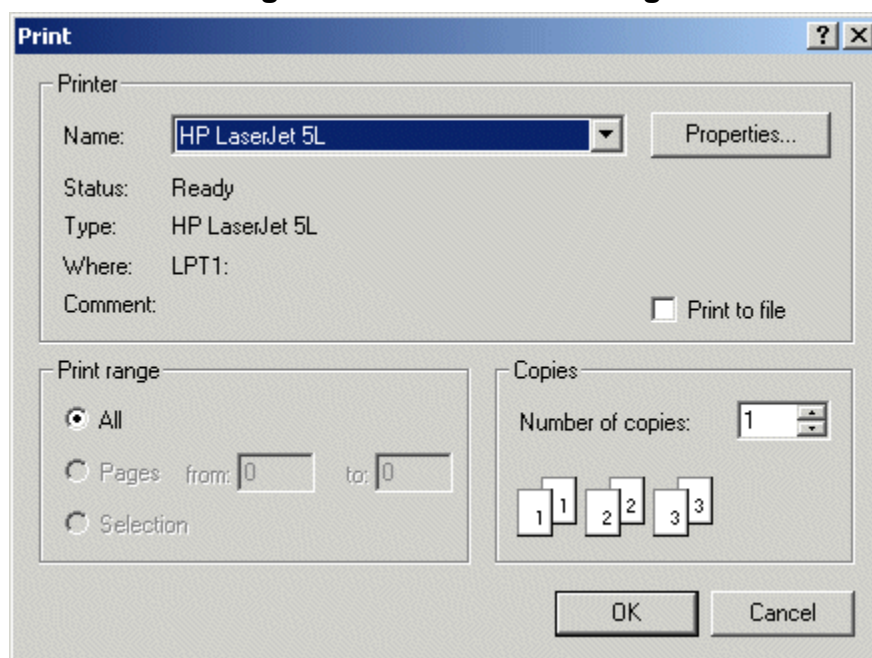 Print
Printer
Name: HP LaserJet 5L Properties...
Status: Ready
Type: HP LaserJet 5L
Where: LPT1:
Comment:
Print to file
Print range
All
Pages from: 0 to: 0
Selection
Copies
Number of copies: 1
1 1 2 2 3 3
OK Cancel